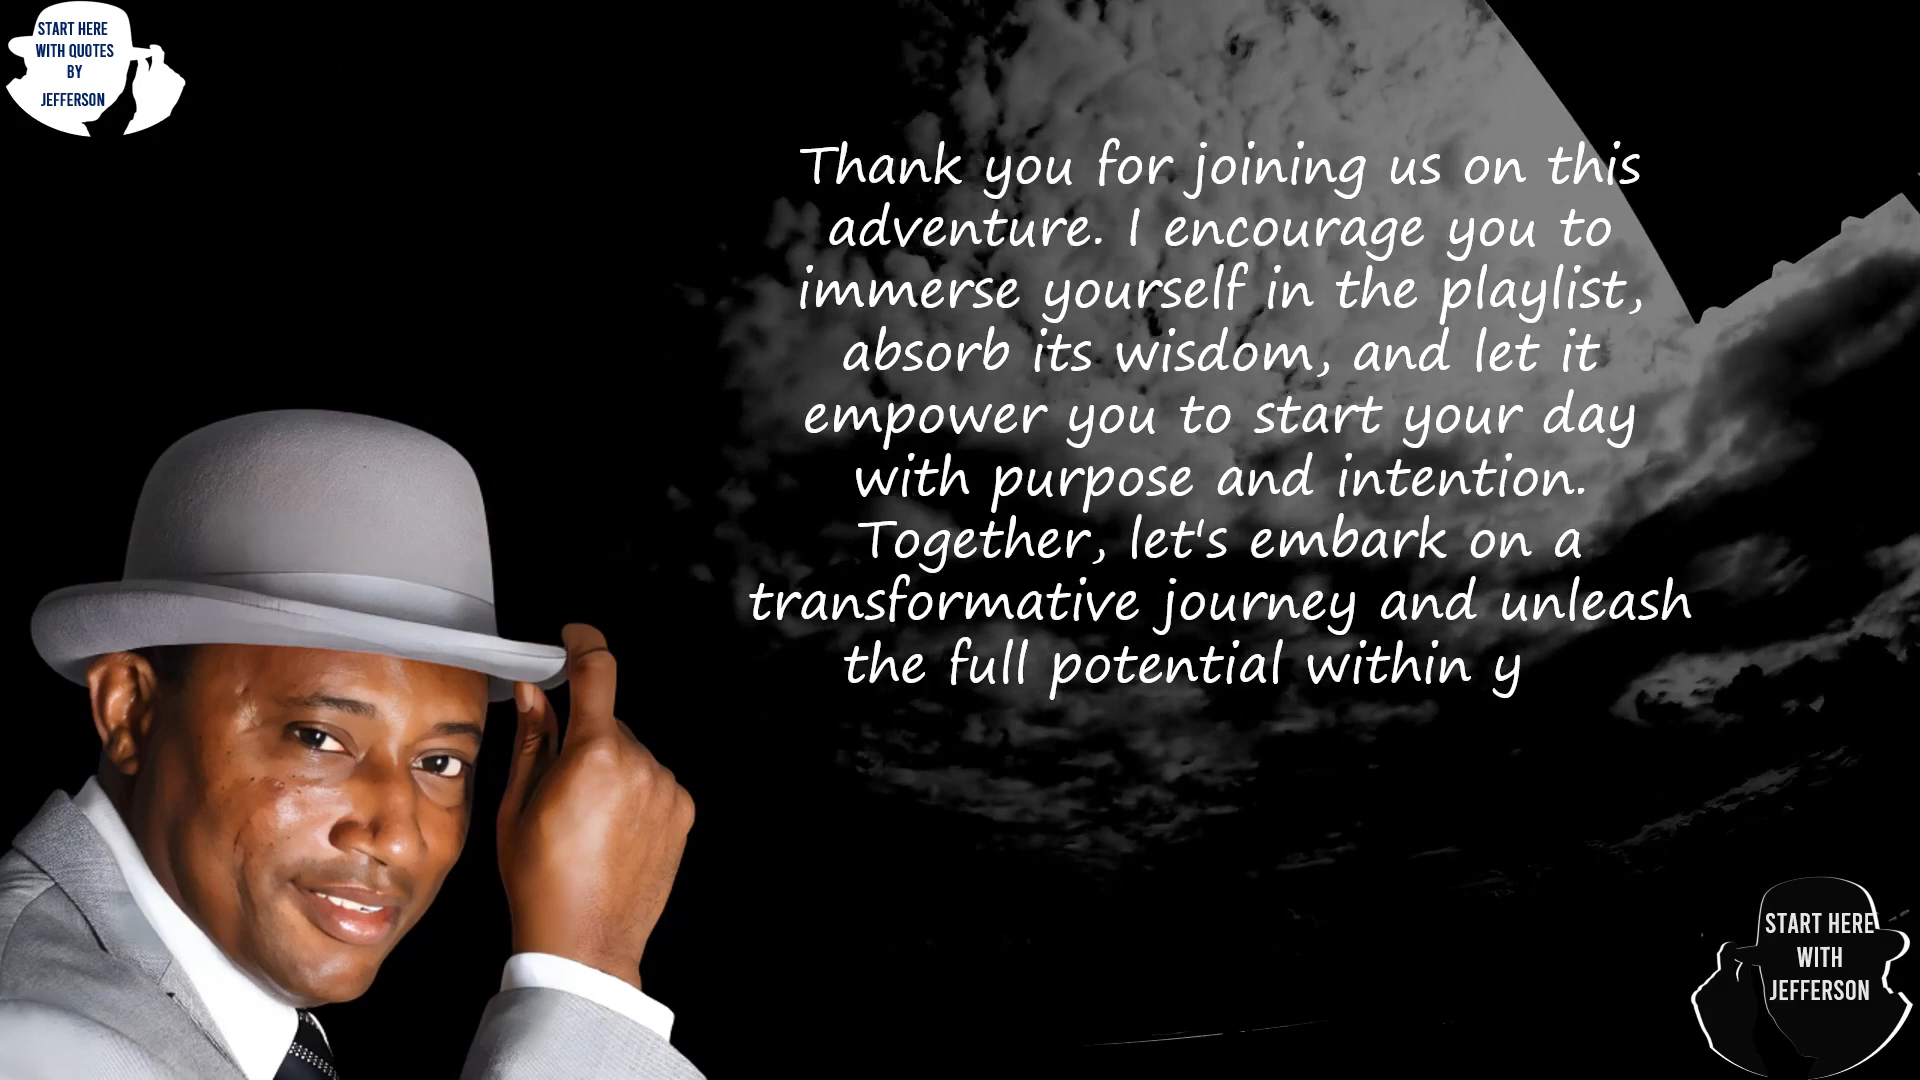 START HERE
WITH QUOTES
BY
JEFFERSON
Thank you for joining us on this
adventure. I encourage you to
immerse yourself in the playlist,
absorb its wisdom, and let it
empower you to start your day
with purpose and intention.
Together, let's embark on a
transformative journey and unleash
the full potential within y
START HERE
WITH
JEFFERSON